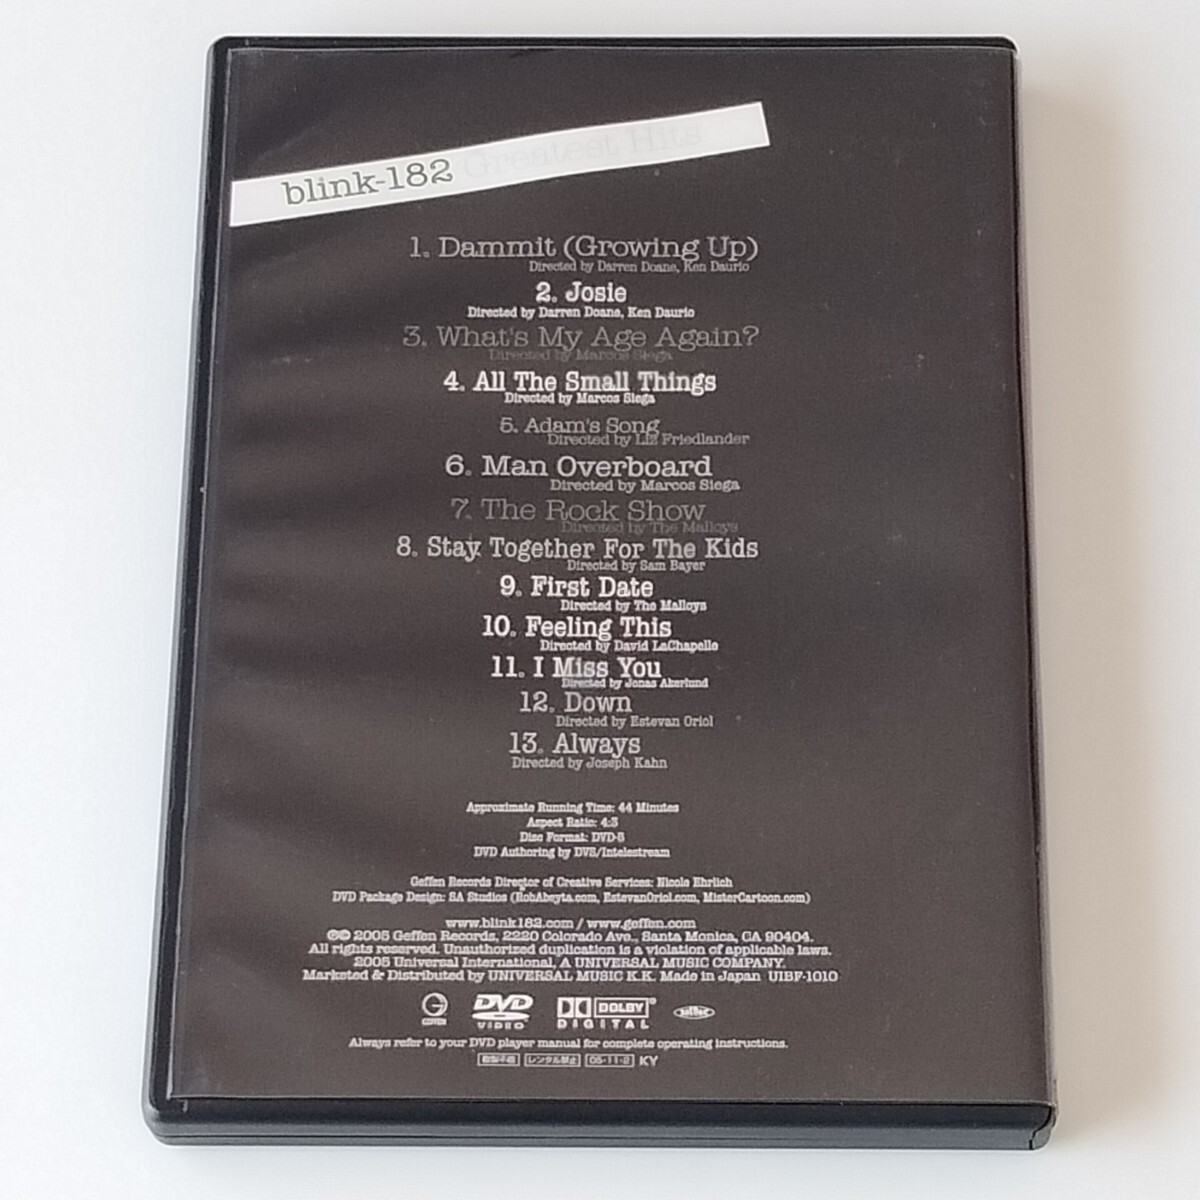 blink-182 Greatest Hits
1. Dammit (Growing Up)
Directed by Darren Doane, Ken Daurio
2. Josie
Directed by Darren Doane, Ken Daurio
3. What's My Age Again?
Directed by Marcos Siega
4. All The Small Things
Directed by Marcos Siega
5. Adam's Song
Directed by Liz Friedlander
6. Man Overboard
Directed by Marcos Siega
7. The Rock Show
Directed by The Malloys
8. Stay Together For The Kids
Directed by Sam Bayer
9. First Date
Directed by The Malloys
10. Feeling This
Directed by David LaChapelle
11. I Miss You
Directed by Jonas Akerlund
12. Down
Directed by Estevan Oriol
13. Always
Directed by Joseph Kahn
Approximate Running Time: 44 Minutes
Aspect Ratio: 4:3
Disc Format: DVD-5
DVD Authoring by DVS/Intelestream
Geffen Records Director of Creative Services: Nicole Ehrlich
DVD Package Design: SA Studios (RobAbeyta.com, EstevanOriol.com, MisterCartoon.com)
www.blink182.com / www.geffen.com
℗© 2005 Geffen Records, 2220 Colorado Ave., Santa Monica, CA 90404.
All rights reserved. Unauthorized duplication is a violation of applicable laws.
2005 Universal International, A UNIVERSAL MUSIC COMPANY.
Marketed & Distributed by UNIVERSAL MUSIC K.K. Made in Japan UIBF-1010
GEFFEN DVD VIDEO DOLBY DIGITAL
Always refer to your DVD player manual for complete operating instructions.
複製不能 レンタル禁止 05-11-2 KY